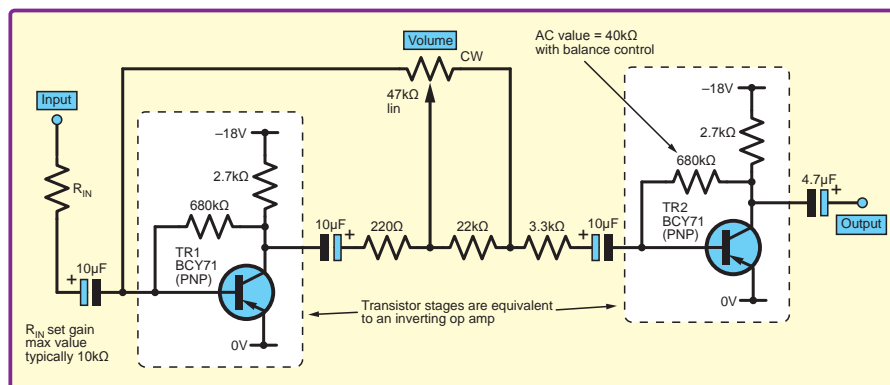 Volume
CW
47kΩ
lin
AC value = 40kΩ
with balance control
Input
R_IN
–18V
2.7kΩ
680kΩ
TR1
BCY71
(PNP)
10µF
+
0V
10µF
+
220Ω
22kΩ
3.3kΩ
10µF
+
–18V
2.7kΩ
680kΩ
TR2
BCY71
(PNP)
0V
4.7µF
+
Output
Transistor stages are equivalent
to an inverting op amp
R_IN set gain
max value
typically 10kΩ